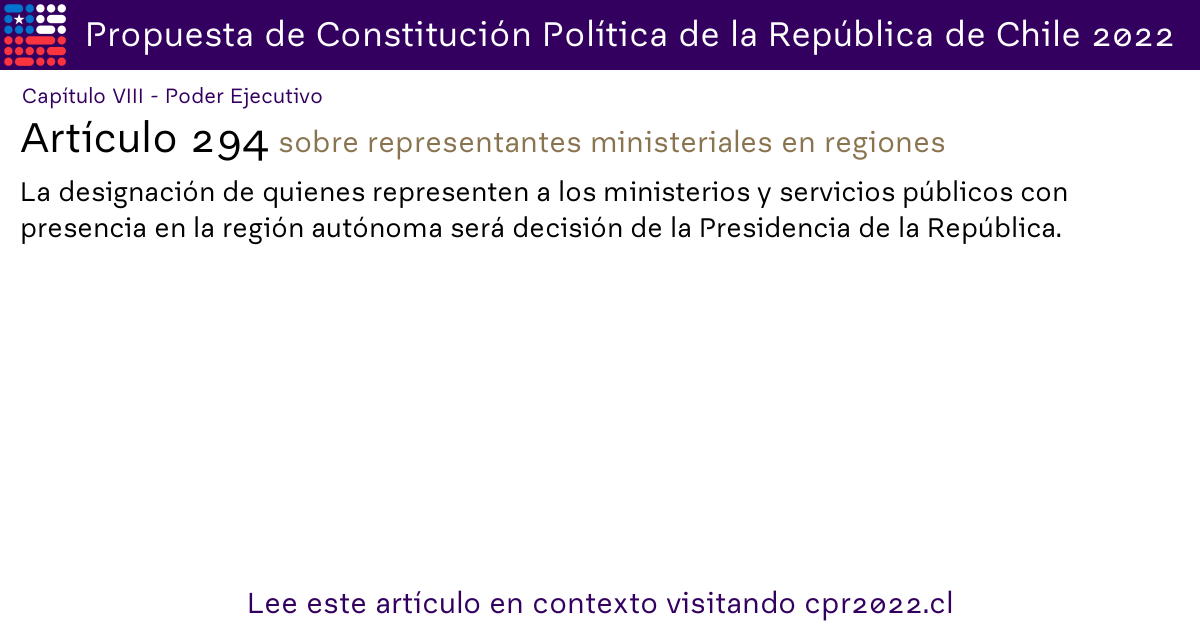 Propuesta de Constitución Política de la República de Chile 2022
Capítulo VIII - Poder Ejecutivo
Artículo 294 sobre representantes ministeriales en regiones
La designación de quienes representen a los ministerios y servicios públicos con
presencia en la región autónoma será decisión de la Presidencia de la República.
Lee este artículo en contexto visitando cpr2022.cl